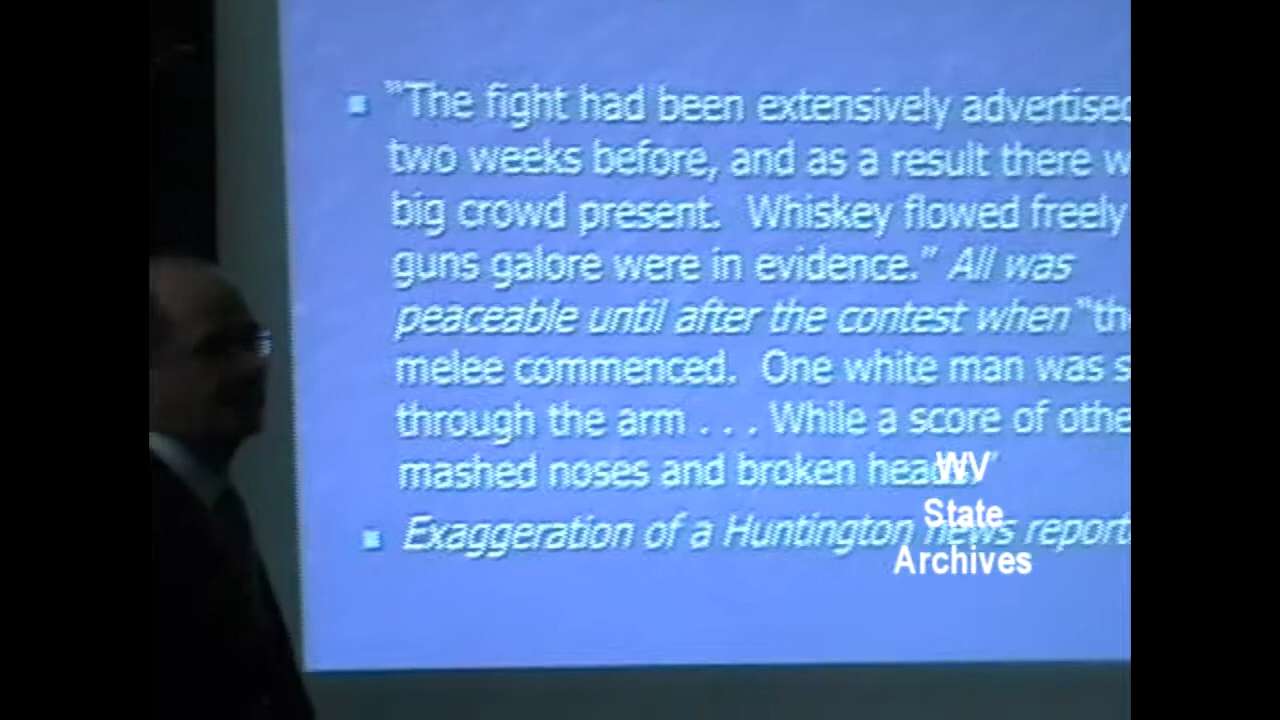 ▪ “The fight had been extensively advertised
two weeks before, and as a result there w
big crowd present.  Whiskey flowed freely
guns galore were in evidence.” All was
peaceable until after the contest when “th
melee commenced.  One white man was s
through the arm . . . While a score of othe
mashed noses and broken heads.”
▪ Exaggeration of a Huntington news report
WV
State
Archives